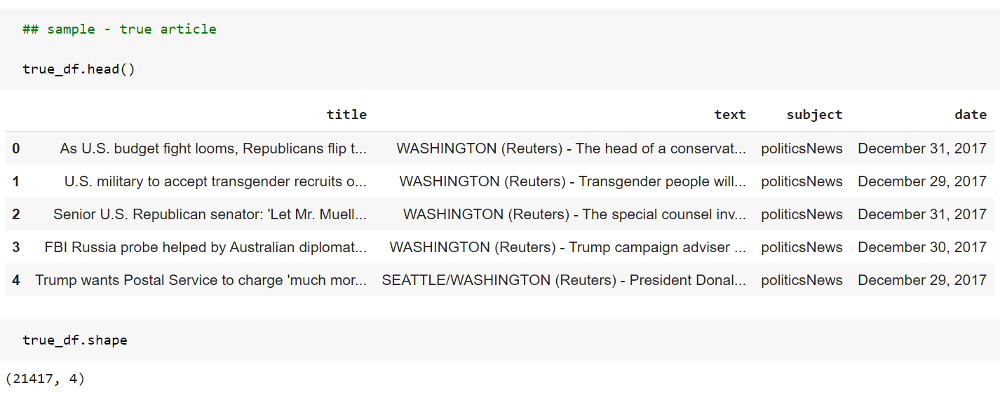 ## sample - true article
true_df.head()
title text subject date
0 As U.S. budget fight looms, Republicans flip t... WASHINGTON (Reuters) - The head of a conservat... politicsNews December 31, 2017
1 U.S. military to accept transgender recruits o... WASHINGTON (Reuters) - Transgender people will... politicsNews December 29, 2017
2 Senior U.S. Republican senator: 'Let Mr. Muell... WASHINGTON (Reuters) - The special counsel inv... politicsNews December 31, 2017
3 FBI Russia probe helped by Australian diplomat... WASHINGTON (Reuters) - Trump campaign adviser ... politicsNews December 30, 2017
4 Trump wants Postal Service to charge 'much mor... SEATTLE/WASHINGTON (Reuters) - President Donal... politicsNews December 29, 2017
true_df.shape
(21417, 4)